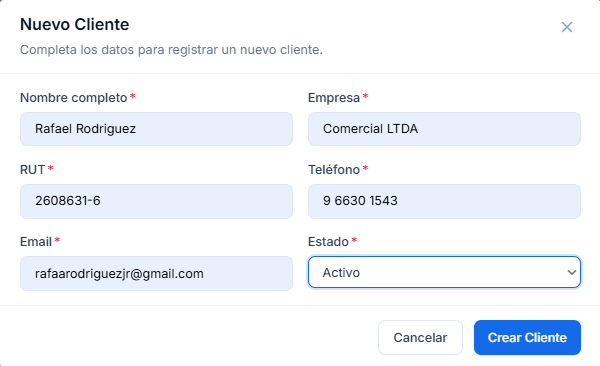 Nuevo Cliente
Completa los datos para registrar un nuevo cliente.
Nombre completo * Empresa *
Rafael Rodriguez Comercial LTDA
RUT * Teléfono *
2608631-6 9 6630 1543
Email * Estado *
rafaarodriguezjr@gmail.com Activo
Cancelar Crear Cliente